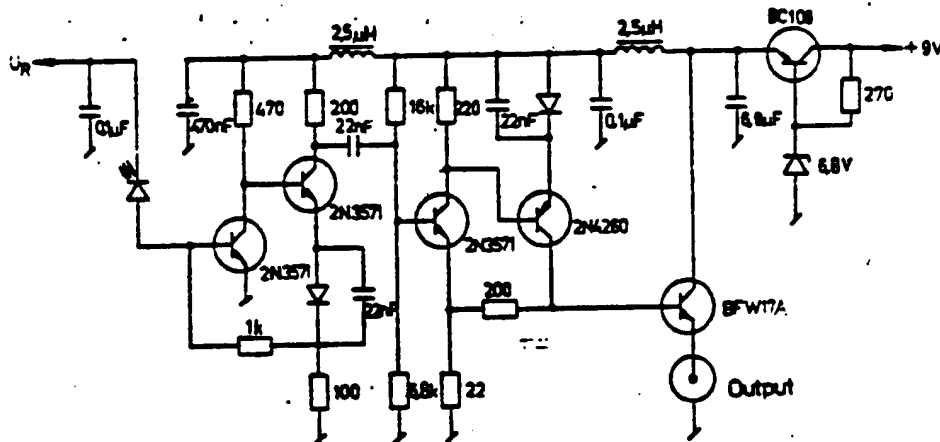 BC108
2,5µH
2,5µH
U_R
+ 9V
0,1µF
470nF
470
200
22nF
16k
220
22nF
0,1µF
6,8µF
270
6,8V
2N3571
2N3571
2N3571
2N4260
22nF
200
BFW17A
1k
100
6,8k
22
Output